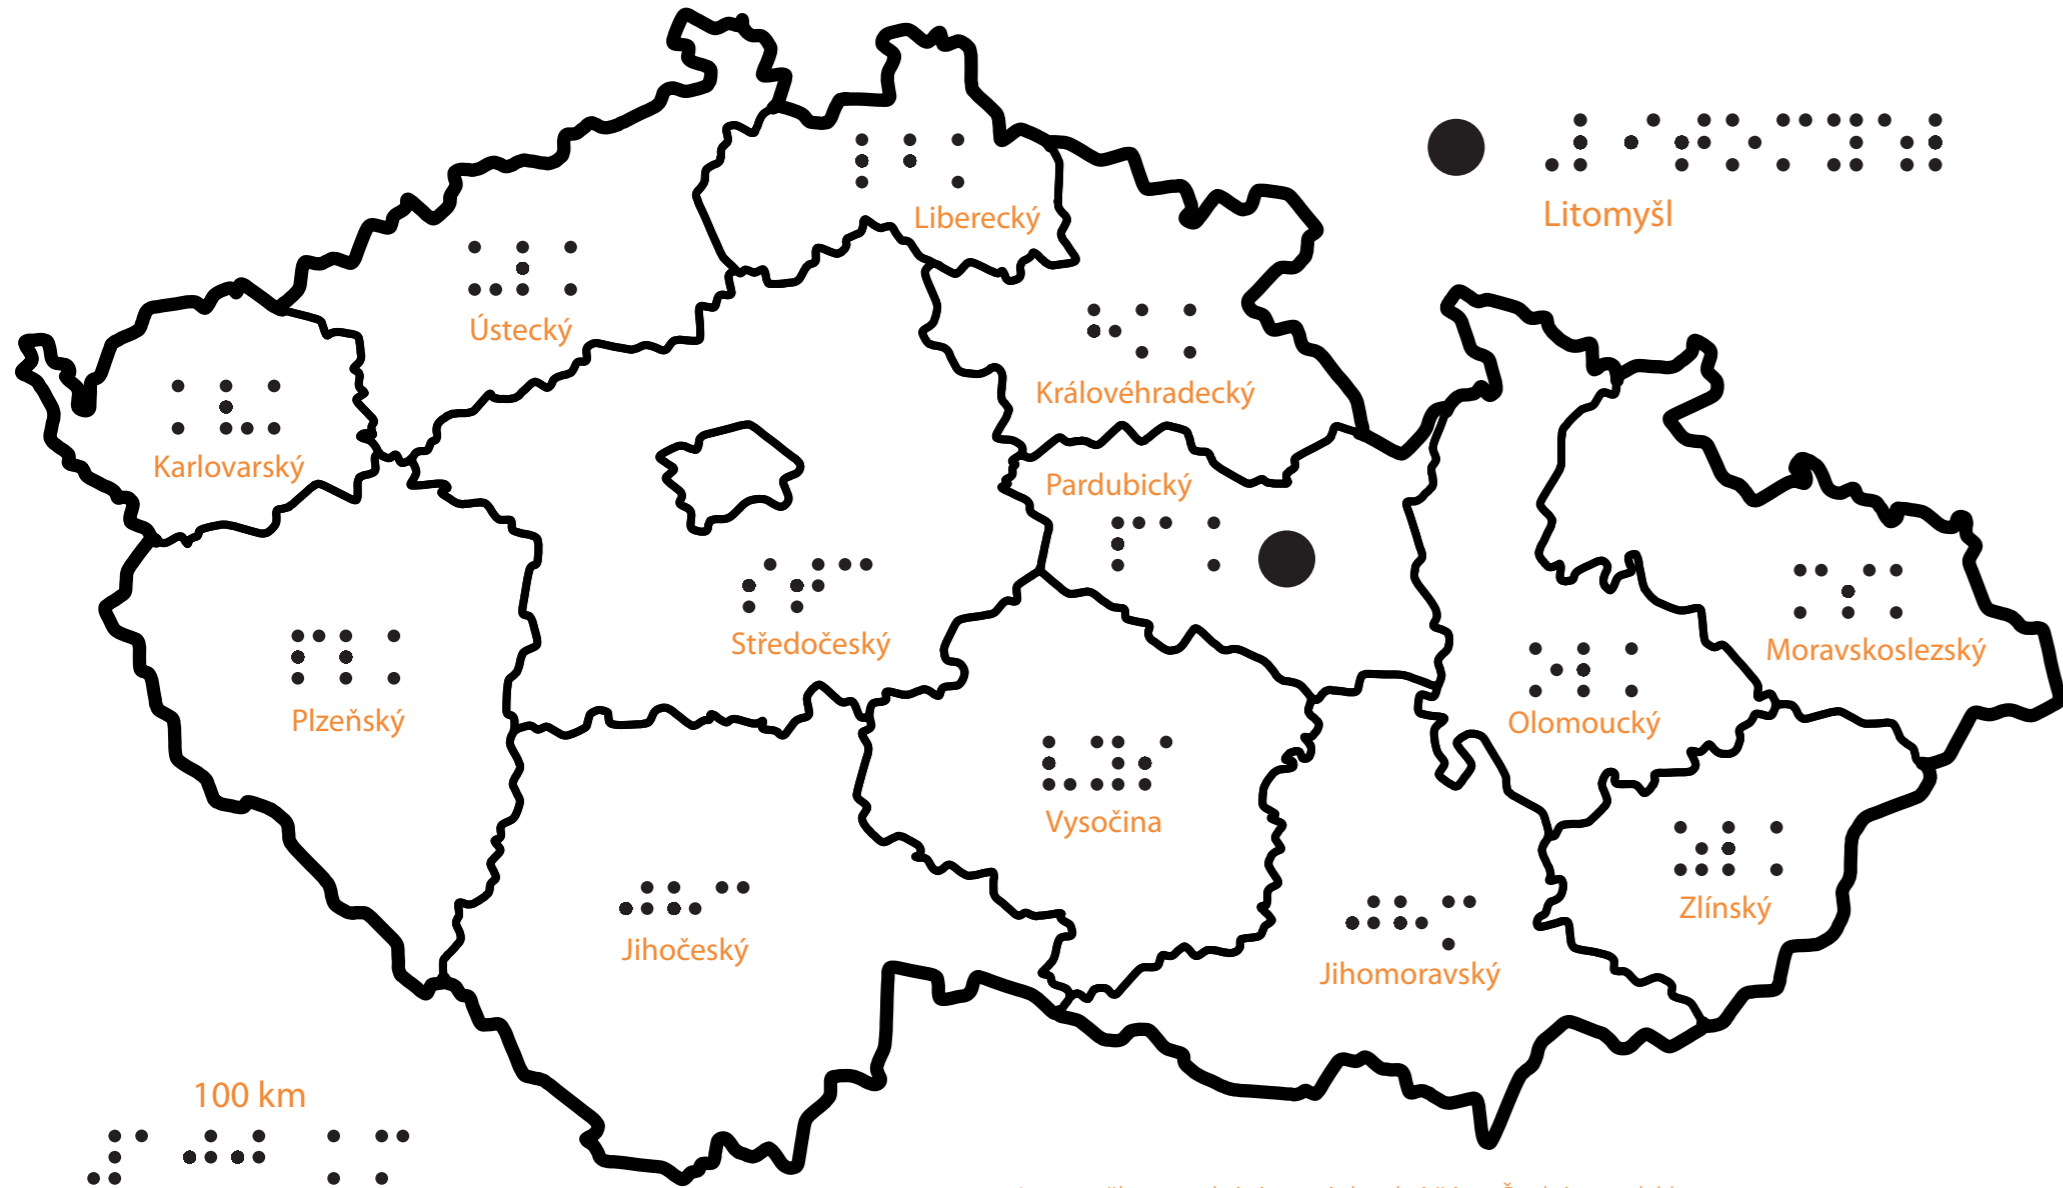 Litomyšl
Liberecký
Ústecký
Královéhradecký
Karlovarský
Pardubický
Středočeský
Moravskoslezský
Plzeňský
Olomoucký
Vysočina
Zlínský
Jihočeský
Jihomoravský
100 km